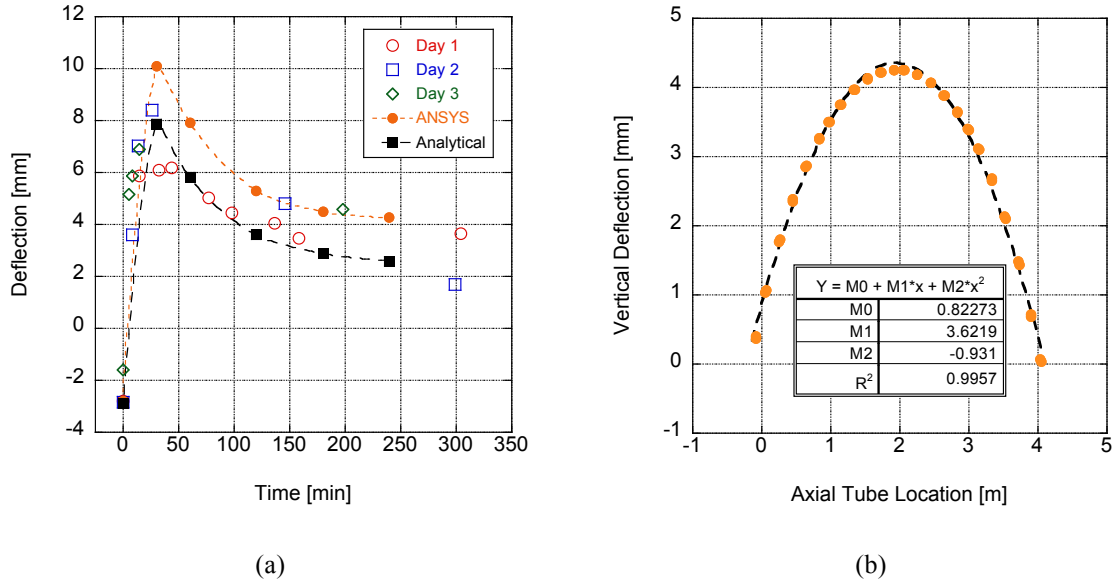 12
10
8
6
4
2
0
-2
-4
Deflection [mm]
0 50 100 150 200 250 300 350
Time [min]
Day 1
Day 2
Day 3
ANSYS
Analytical
(a)
5
4
3
2
1
0
-1
Vertical Deflection [mm]
-1 0 1 2 3 4 5
Axial Tube Location [m]
Y = M0 + M1*x + M2*x²
M0 0.82273
M1 3.6219
M2 -0.931
R² 0.9957
(b)